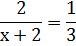 2/(x + 2) = 1/3